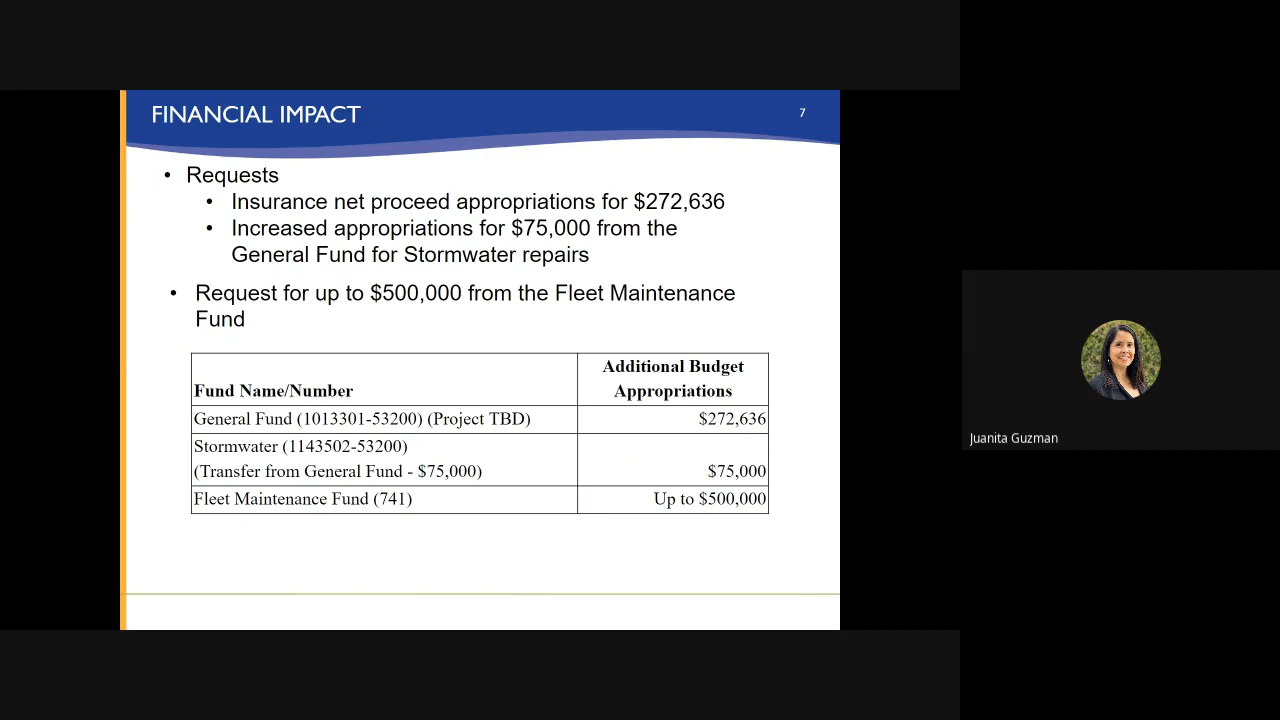 FINANCIAL IMPACT
7
• Requests
• Insurance net proceed appropriations for $272,636
• Increased appropriations for $75,000 from the
General Fund for Stormwater repairs
• Request for up to $500,000 from the Fleet Maintenance
Fund
Fund Name/Number
Additional Budget
Appropriations
General Fund (1013301-53200) (Project TBD) $272,636
Stormwater (1143502-53200)
(Transfer from General Fund - $75,000) $75,000
Fleet Maintenance Fund (741) Up to $500,000
Juanita Guzman